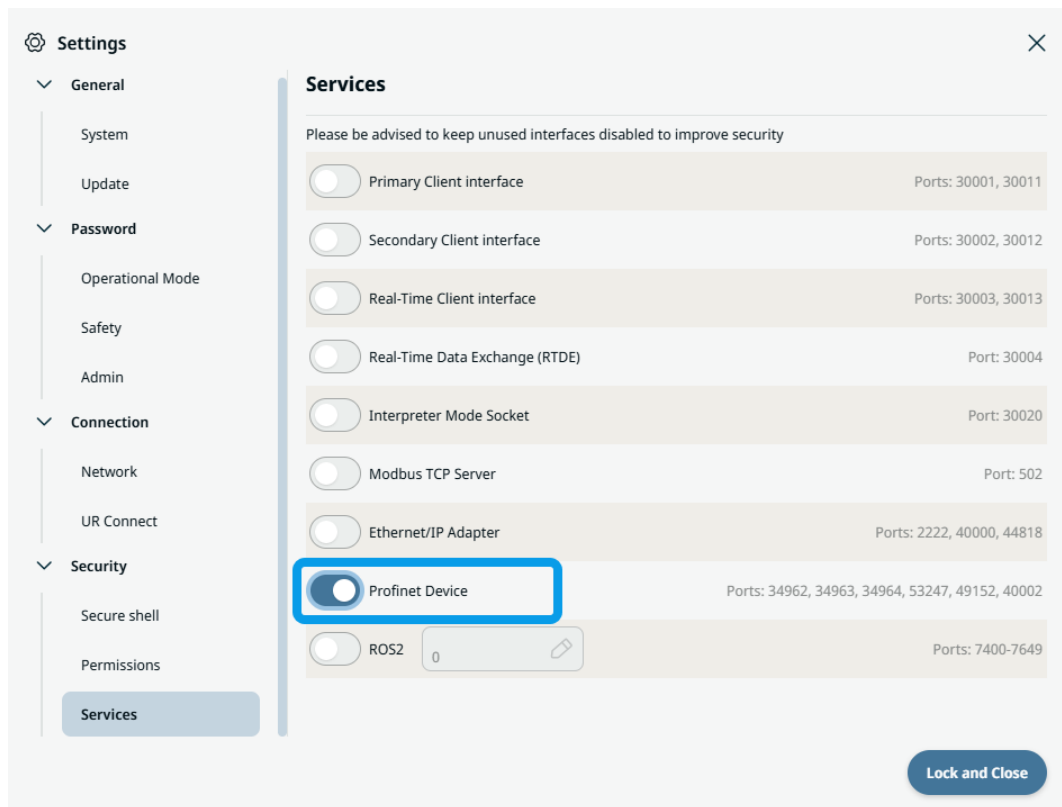 Settings
General
System
Update
Password
Operational Mode
Safety
Admin
Connection
Network
UR Connect
Security
Secure shell
Permissions
Services
Services
Please be advised to keep unused interfaces disabled to improve security
Primary Client interface Ports: 30001, 30011
Secondary Client interface Ports: 30002, 30012
Real-Time Client interface Ports: 30003, 30013
Real-Time Data Exchange (RTDE) Port: 30004
Interpreter Mode Socket Port: 30020
Modbus TCP Server Port: 502
Ethernet/IP Adapter Ports: 2222, 40000, 44818
Profinet Device Ports: 34962, 34963, 34964, 53247, 49152, 40002
ROS2 0 Ports: 7400-7649
Lock and Close